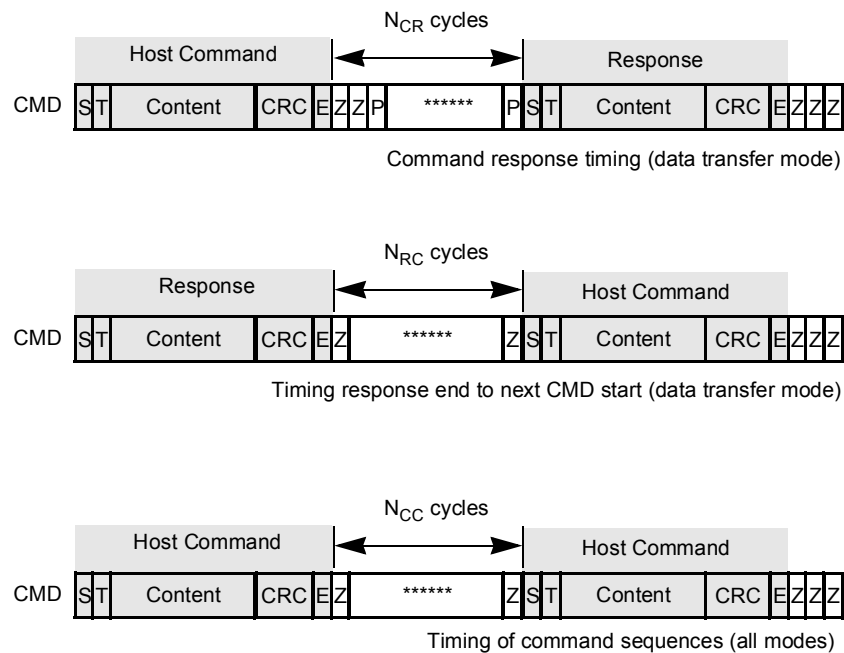 N_CR cycles
Host Command Response
CMD S T Content CRC E Z Z P ****** P S T Content CRC E Z Z Z
Command response timing (data transfer mode)
N_RC cycles
Response Host Command
CMD S T Content CRC E Z ****** Z S T Content CRC E Z Z Z
Timing response end to next CMD start (data transfer mode)
N_CC cycles
Host Command Host Command
CMD S T Content CRC E Z ****** Z S T Content CRC E Z Z Z
Timing of command sequences (all modes)